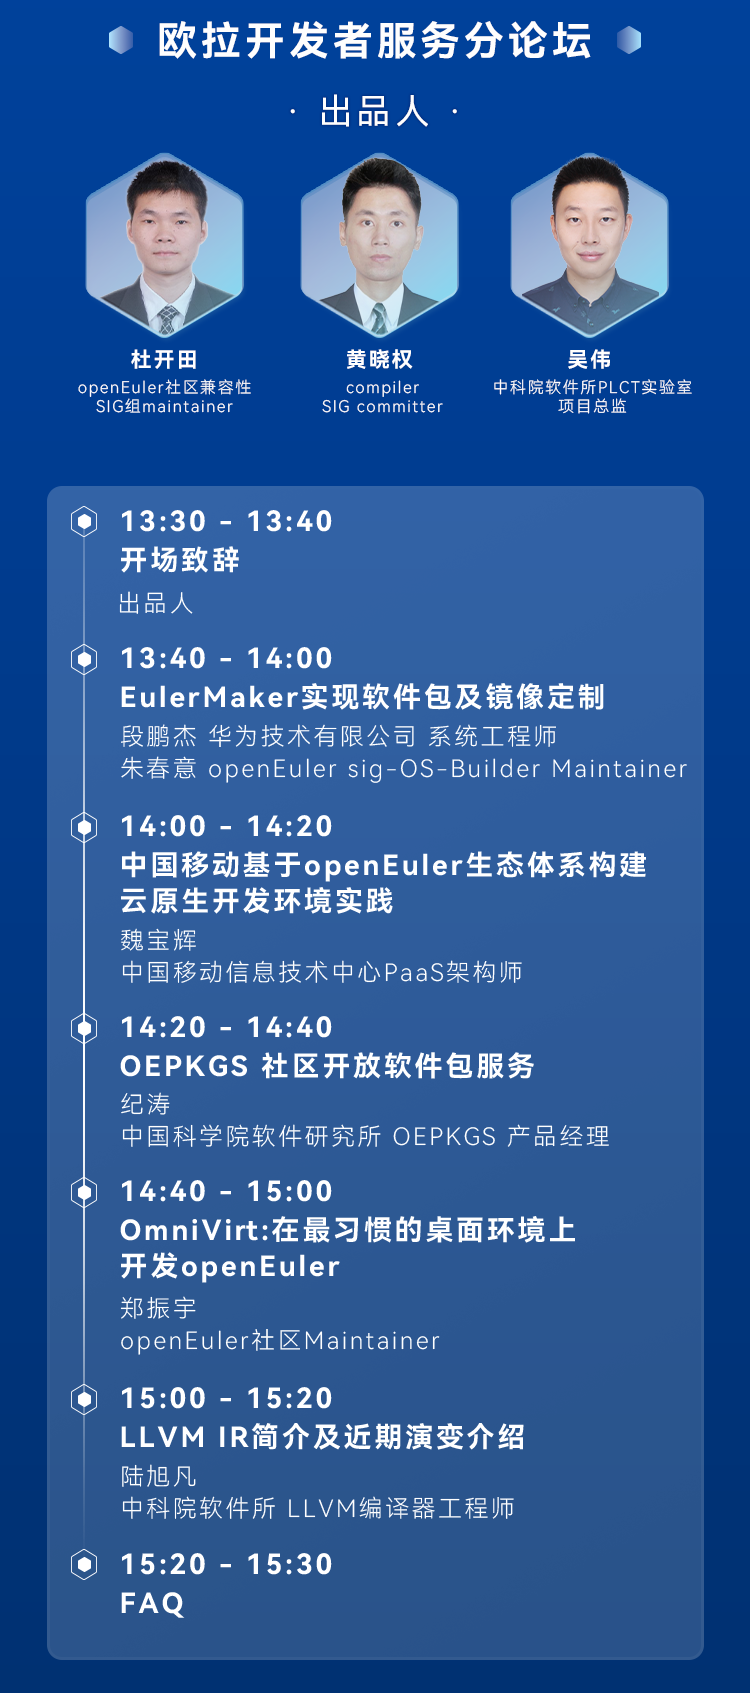 欧拉开发者服务分论坛
· 出品人 ·
杜开田
openEuler社区兼容性
SIG组maintainer
黄晓权
compiler
SIG committer
吴伟
中科院软件所PLCT实验室
项目总监
13:30 - 13:40
开场致辞
出品人
13:40 - 14:00
EulerMaker实现软件包及镜像定制
段鹏杰 华为技术有限公司 系统工程师
朱春意 openEuler sig-OS-Builder Maintainer
14:00 - 14:20
中国移动基于openEuler生态体系构建
云原生开发环境实践
魏宝辉
中国移动信息技术中心PaaS架构师
14:20 - 14:40
OEPKGS 社区开放软件包服务
纪涛
中国科学院软件研究所 OEPKGS 产品经理
14:40 - 15:00
OmniVirt:在最习惯的桌面环境上
开发openEuler
郑振宇
openEuler社区Maintainer
15:00 - 15:20
LLVM IR简介及近期演变介绍
陆旭凡
中科院软件所 LLVM编译器工程师
15:20 - 15:30
FAQ